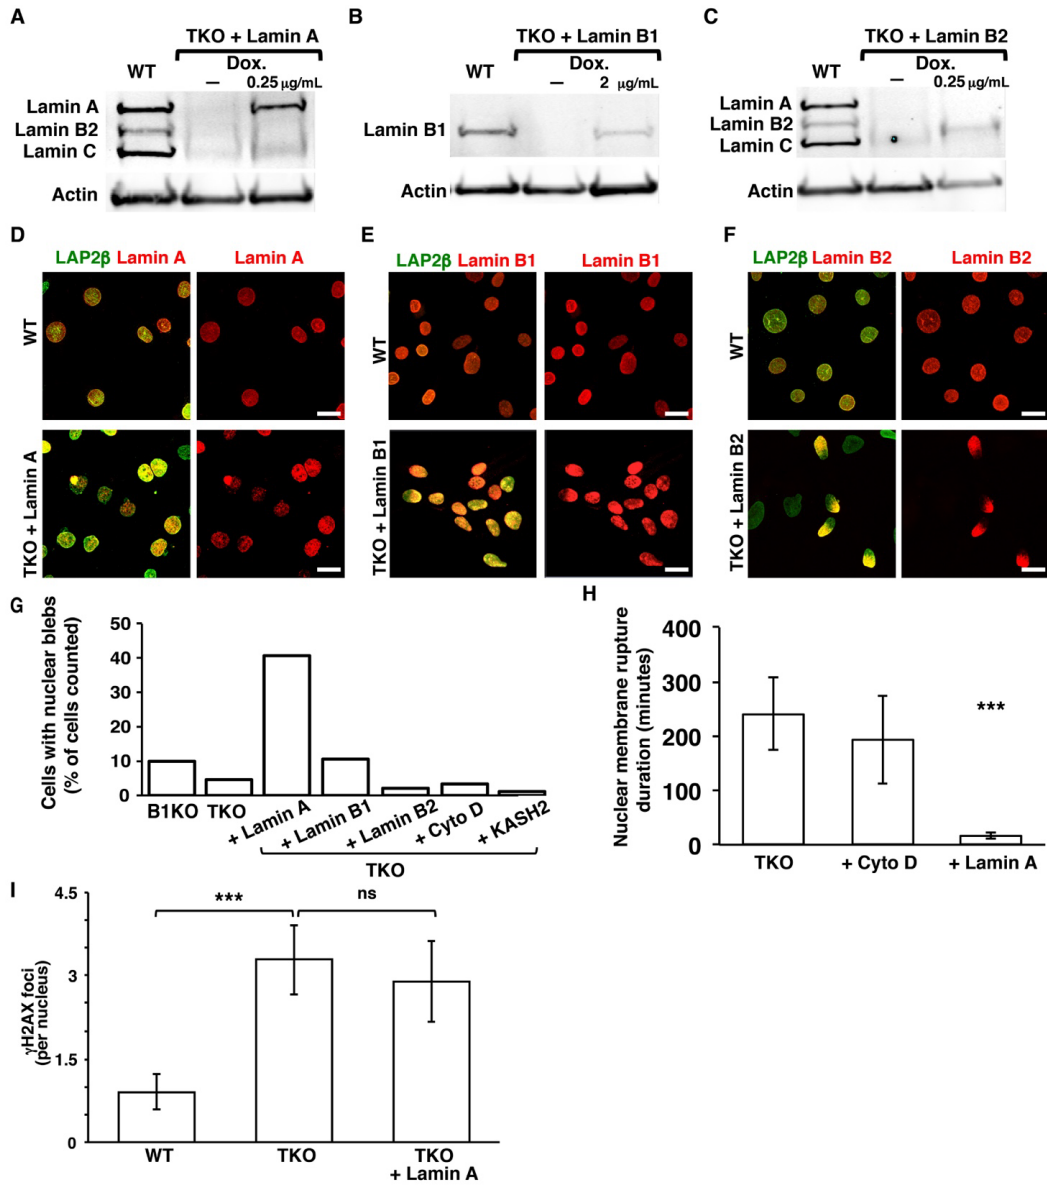 A
TKO + Lamin A
WT
Dox.
– 0.25 μg/mL
Lamin A
Lamin B2
Lamin C
Actin
B
TKO + Lamin B1
WT
Dox.
– 2 μg/mL
Lamin B1
Actin
C
TKO + Lamin B2
WT
Dox.
– 0.25 μg/mL
Lamin A
Lamin B2
Lamin C
Actin
D
LAP2β Lamin A Lamin A
WT
TKO + Lamin A
E
LAP2β Lamin B1 Lamin B1
WT
TKO + Lamin B1
F
LAP2β Lamin B2 Lamin B2
WT
TKO + Lamin B2
G
Cells with nuclear blebs
(% of cells counted)
50
40
30
20
10
0
B1KO TKO + Lamin A + Lamin B1 + Lamin B2 + Cyto D + KASH2
TKO
H
Nuclear membrane rupture
duration (minutes)
400
300
200
100
0
***
TKO + Cyto D + Lamin A
I
γH2AX foci
(per nucleus)
4.5
3
1.5
0
*** ns
WT TKO TKO
+ Lamin A